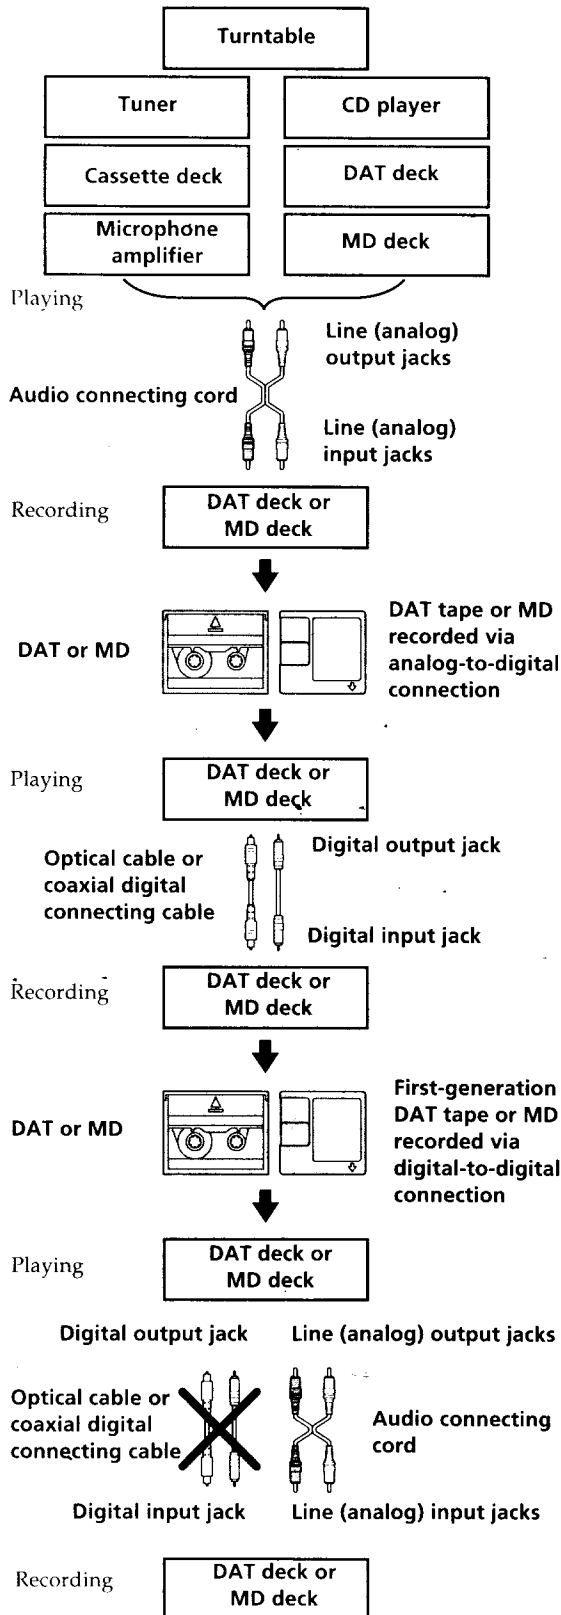 Turntable
Tuner
CD player
Cassette deck
DAT deck
Microphone
amplifier
MD deck
Playing
Line (analog)
output jacks
Audio connecting cord
Line (analog)
input jacks
Recording
DAT deck or
MD deck
DAT or MD
DAT tape or MD
recorded via
analog-to-digital
connection
Playing
DAT deck or
MD deck
Optical cable or
coaxial digital
connecting cable
Digital output jack
Digital input jack
Recording
DAT deck or
MD deck
DAT or MD
First-generation
DAT tape or MD
recorded via
digital-to-digital
connection
Playing
DAT deck or
MD deck
Digital output jack
Line (analog) output jacks
Optical cable or
coaxial digital
connecting cable
Audio connecting
cord
Digital input jack
Line (analog) input jacks
Recording
DAT deck or
MD deck